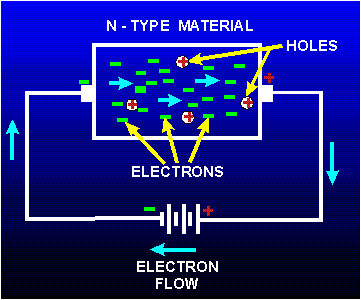 N - TYPE MATERIAL
HOLES
ELECTRONS
ELECTRON
FLOW